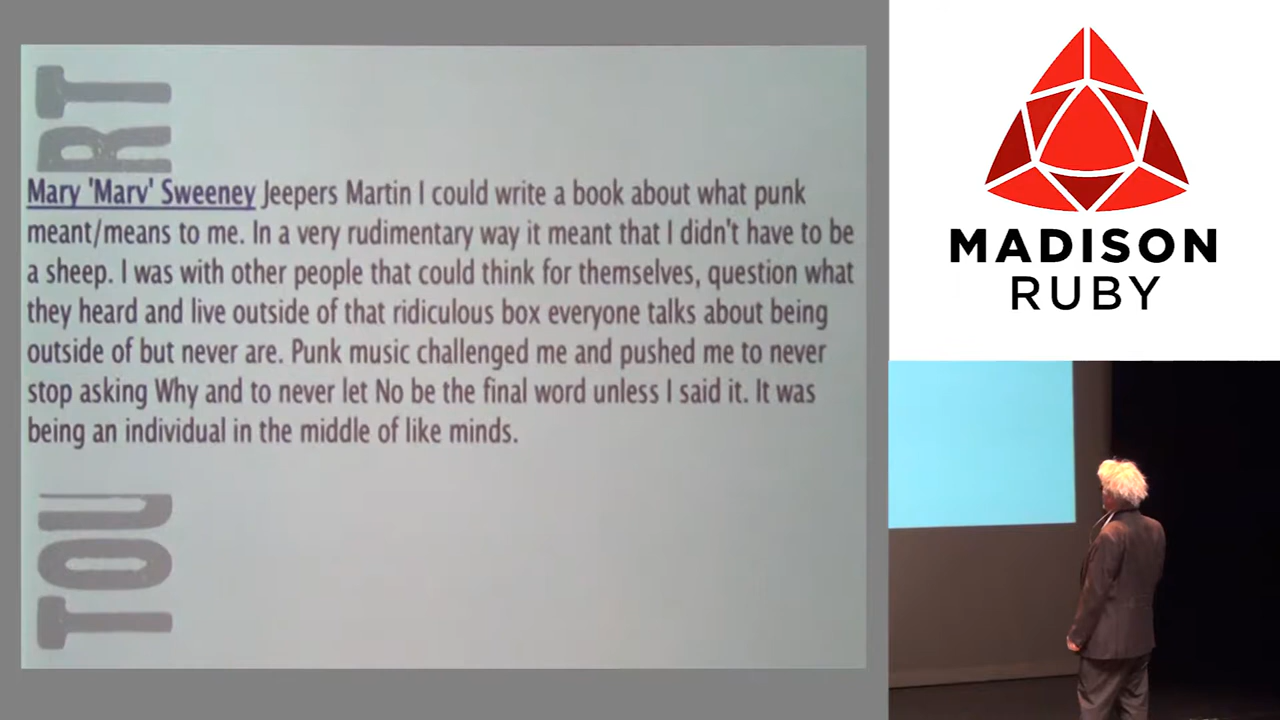 Mary 'Marv' Sweeney Jeepers Martin I could write a book about what punk
meant/means to me. In a very rudimentary way it meant that I didn't have to be
a sheep. I was with other people that could think for themselves, question what
they heard and live outside of that ridiculous box everyone talks about being
outside of but never are. Punk music challenged me and pushed me to never
stop asking Why and to never let No be the final word unless I said it. It was
being an individual in the middle of like minds.
TOU
RT
MADISON
RUBY